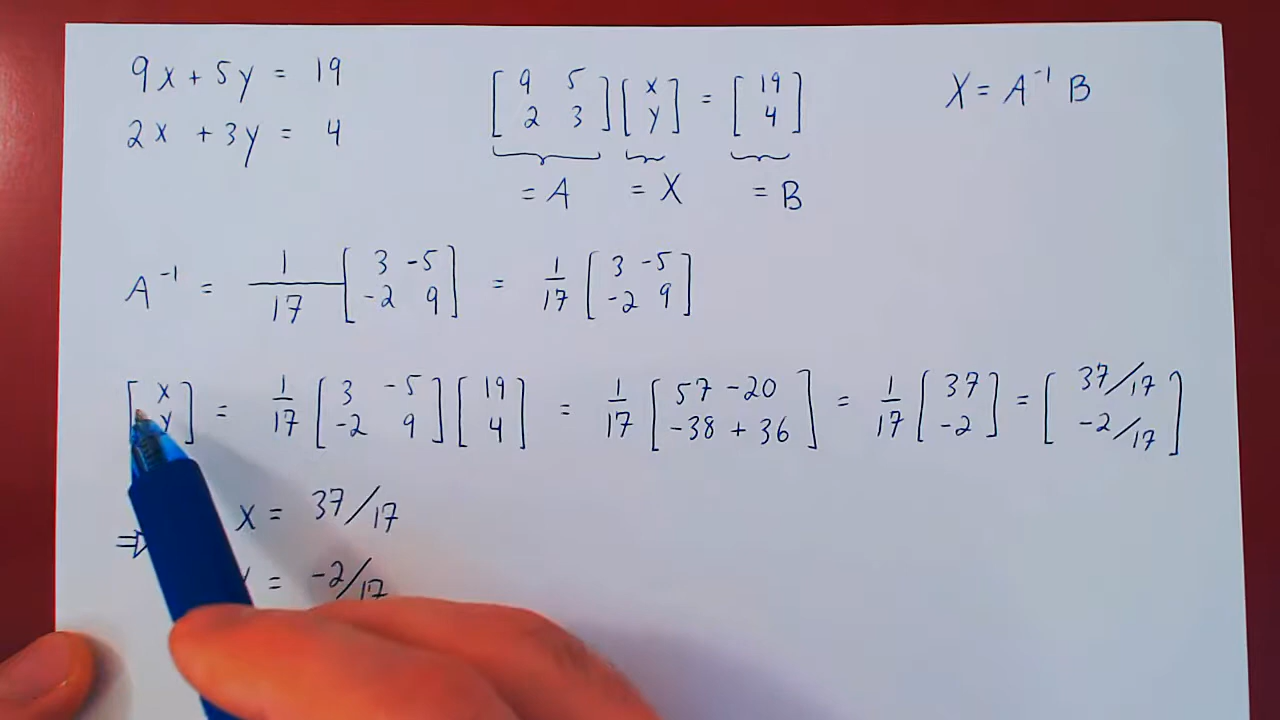 9x + 5y = 19
2x + 3y = 4
[9 5; 2 3] [x; y] = [19; 4]
= A = X = B
X = A⁻¹ B
A⁻¹ = 1/17 [3 -5; -2 9] = 1/17 [3 -5; -2 9]
[x; y] = 1/17 [3 -5; -2 9] [19; 4] = 1/17 [57 - 20; -38 + 36] = 1/17 [37; -2] = [37/17; -2/17]
⇒ x = 37/17
= -2/17